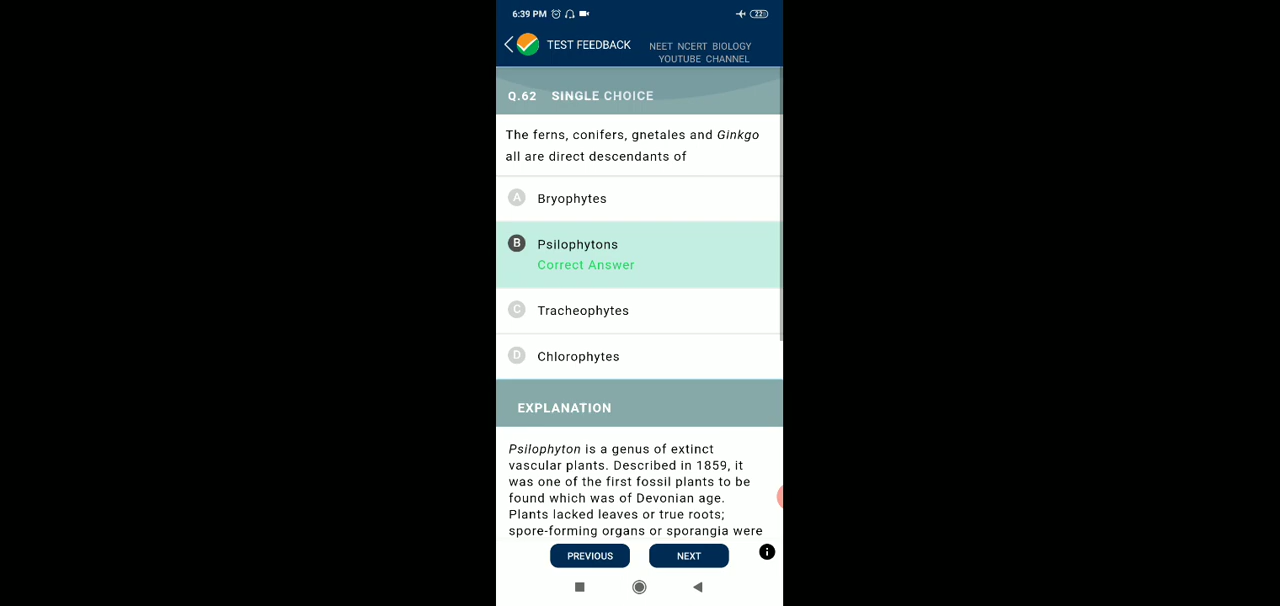 6:39 PM
22
TEST FEEDBACK
NEET NCERT BIOLOGY
YOUTUBE CHANNEL
Q.62 SINGLE CHOICE
The ferns, conifers, gnetales and Ginkgo
all are direct descendants of
A Bryophytes
B Psilophytons
Correct Answer
C Tracheophytes
D Chlorophytes
EXPLANATION
Psilophyton is a genus of extinct
vascular plants. Described in 1859, it
was one of the first fossil plants to be
found which was of Devonian age.
Plants lacked leaves or true roots;
spore-forming organs or sporangia were
PREVIOUS NEXT
i